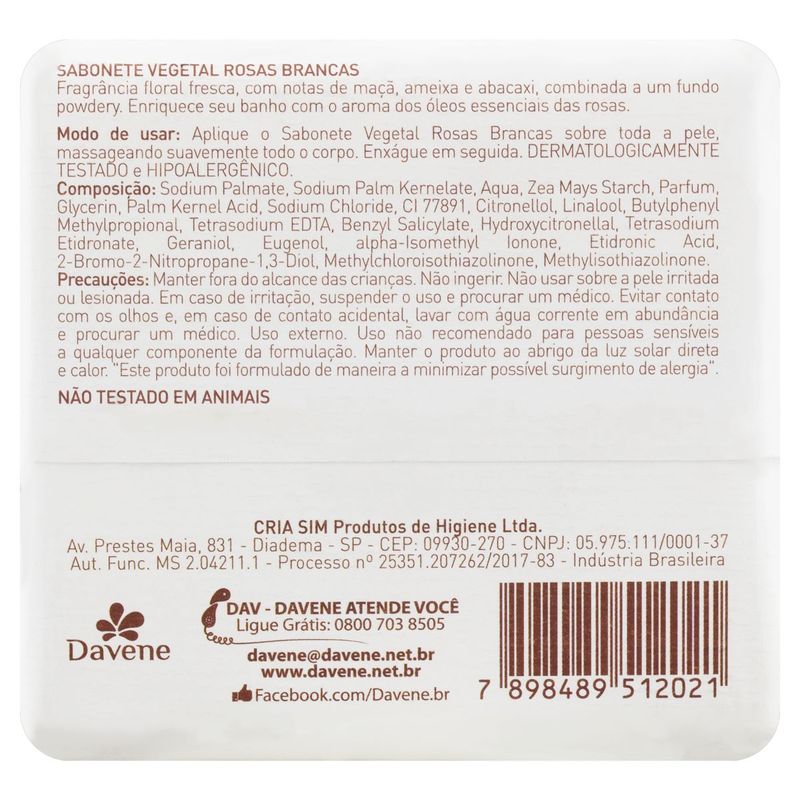 SABONETE VEGETAL ROSAS BRANCAS
Fragrância floral fresca, com notas de maçã, ameixa e abacaxi, combinada a um fundo
powdery. Enriquece seu banho com o aroma dos óleos essenciais das rosas.
Modo de usar: Aplique o Sabonete Vegetal Rosas Brancas sobre toda a pele,
massageando suavemente todo o corpo. Enxágue em seguida. DERMATOLOGICAMENTE
TESTADO e HIPOALERGÊNICO.
Composição: Sodium Palmate, Sodium Palm Kernelate, Aqua, Zea Mays Starch, Parfum,
Glycerin, Palm Kernel Acid, Sodium Chloride, CI 77891, Citronellol, Linalool, Butylphenyl
Methylpropional, Tetrasodium EDTA, Benzyl Salicylate, Hydroxycitronellal, Tetrasodium
Etidronate, Geraniol, Eugenol, alpha-Isomethyl Ionone, Etidronic Acid,
2-Bromo-2-Nitropropane-1,3-Diol, Methylchloroisothiazolinone, Methylisothiazolinone.
Precauções: Manter fora do alcance das crianças. Não ingerir. Não usar sobre a pele irritada
ou lesionada. Em caso de irritação, suspender o uso e procurar um médico. Evitar contato
com os olhos e, em caso de contato acidental, lavar com água corrente em abundância
e procurar um médico. Uso externo. Uso não recomendado para pessoas sensíveis
a qualquer componente da formulação. Manter o produto ao abrigo da luz solar direta
e calor. "Este produto foi formulado de maneira a minimizar possível surgimento de alergia".
NÃO TESTADO EM ANIMAIS
CRIA SIM Produtos de Higiene Ltda.
Av. Prestes Maia, 831 - Diadema - SP - CEP: 09930-270 - CNPJ: 05.975.111/0001-37
Aut. Func. MS 2.04211.1 - Processo nº 25351.207262/2017-83 - Indústria Brasileira
Davene
DAV - DAVENE ATENDE VOCÊ
Ligue Grátis: 0800 703 8505
davene@davene.net.br
www.davene.net.br
Facebook.com/Davene.br
7 898489 512021